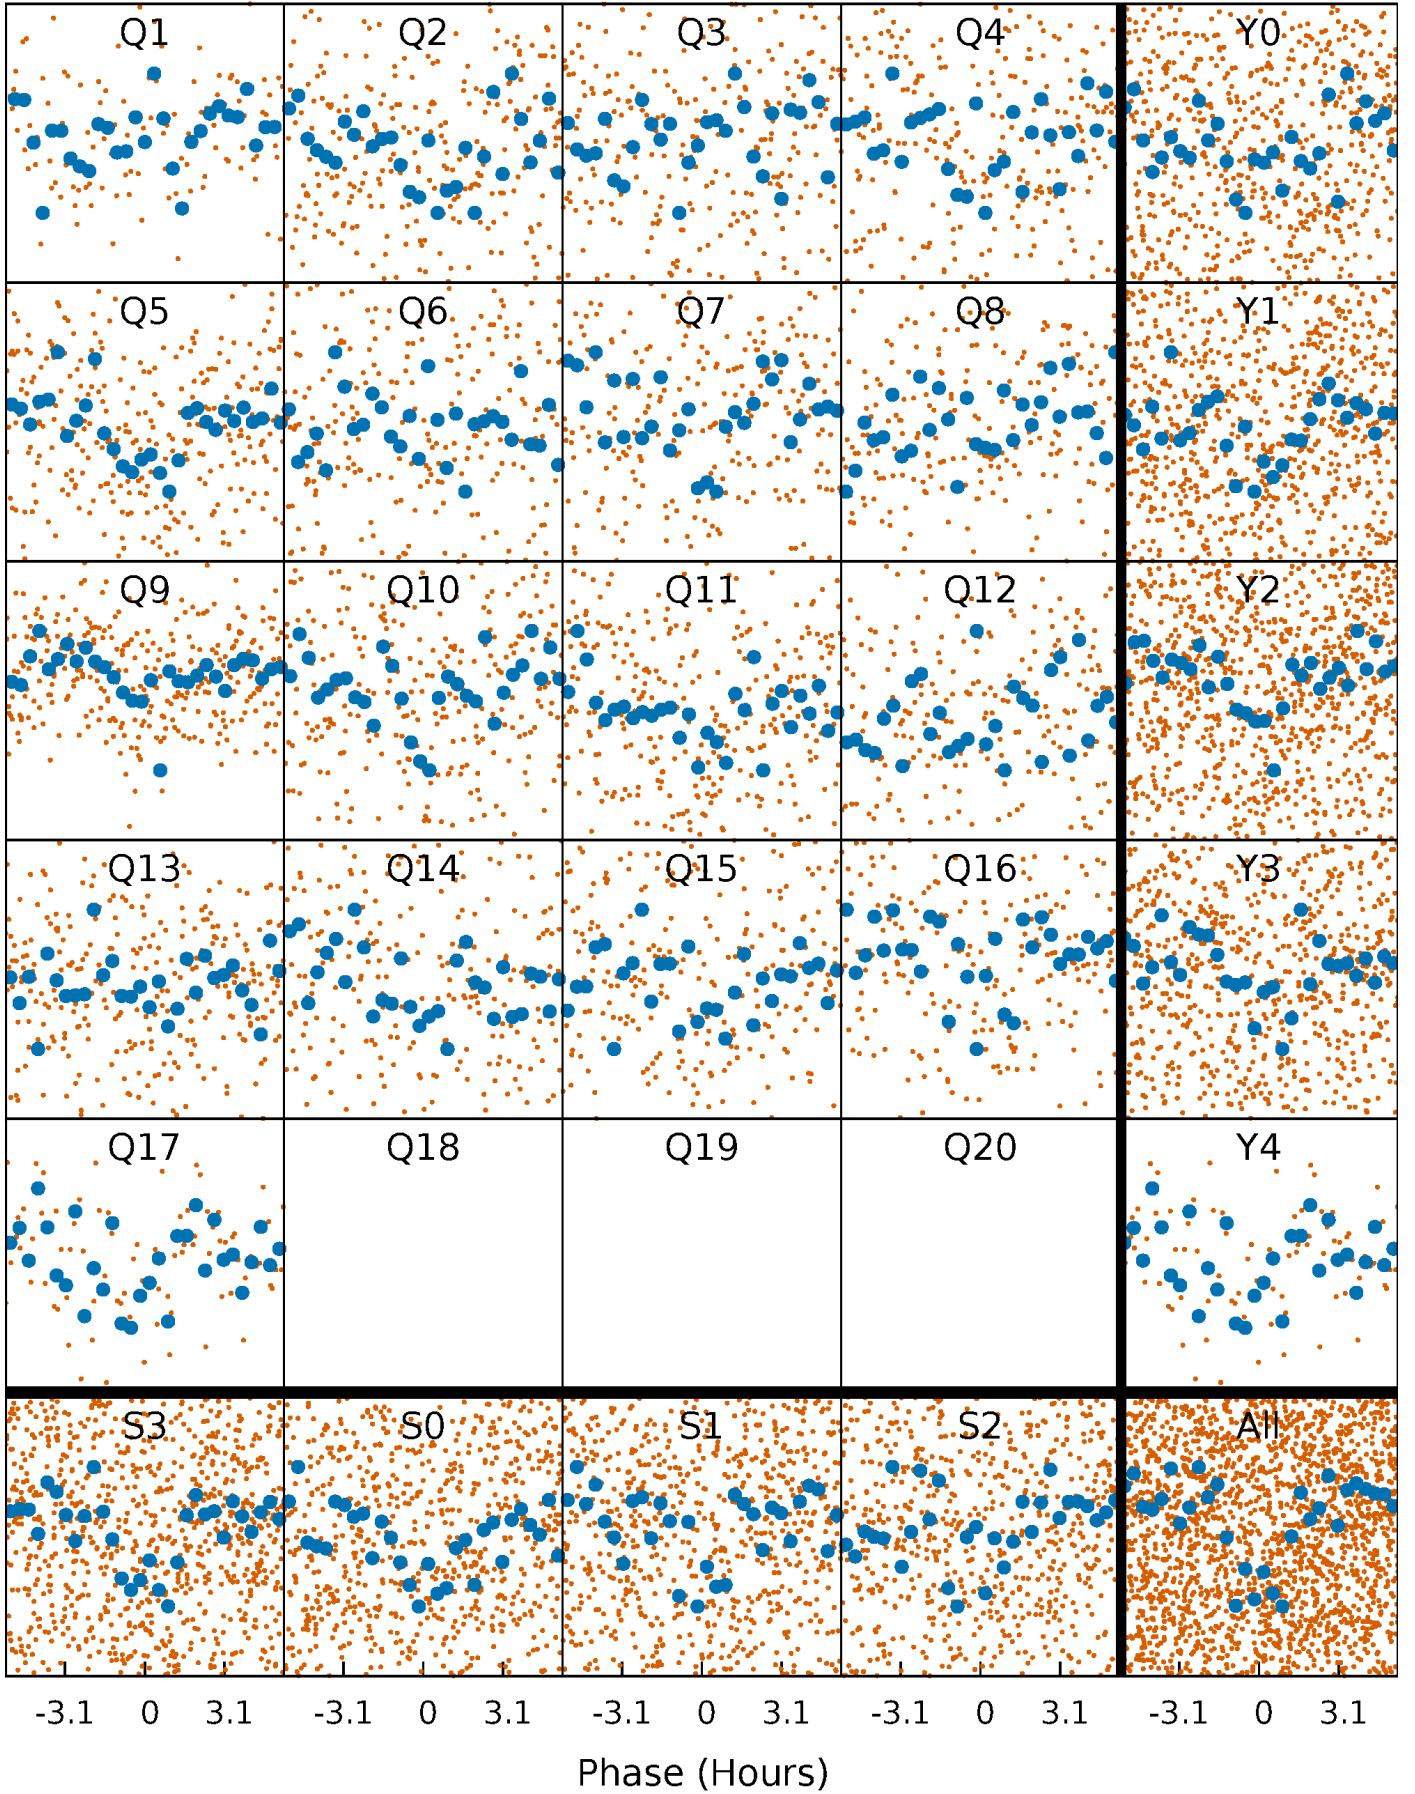 Q1 Q2 Q3 Q4 Y0
Q5 Q6 Q7 Q8 Y1
Q9 Q10 Q11 Q12 Y2
Q13 Q14 Q15 Q16 Y3
Q17 Q18 Q19 Q20 Y4
S3 S0 S1 S2 All
-3.1 0 3.1 -3.1 0 3.1 -3.1 0 3.1 -3.1 0 3.1 -3.1 0 3.1
Phase (Hours)